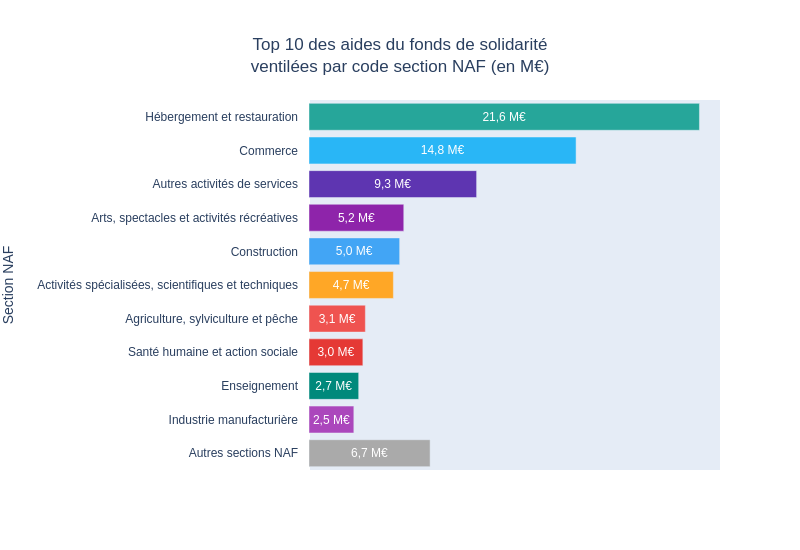 Top 10 des aides du fonds de solidarité
ventilées par code section NAF (en M€)
Section NAF
Hébergement et restauration 21,6 M€
Commerce 14,8 M€
Autres activités de services 9,3 M€
Arts, spectacles et activités récréatives 5,2 M€
Construction 5,0 M€
Activités spécialisées, scientifiques et techniques 4,7 M€
Agriculture, sylviculture et pêche 3,1 M€
Santé humaine et action sociale 3,0 M€
Enseignement 2,7 M€
Industrie manufacturière 2,5 M€
Autres sections NAF 6,7 M€